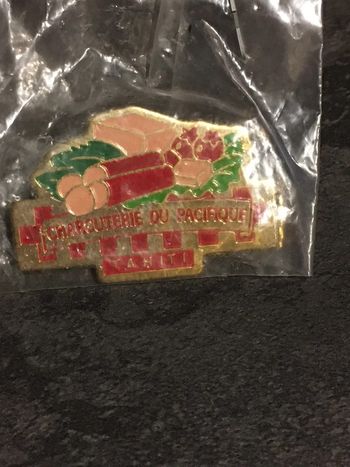 CHARCUTERIE DU PACIFIQUE
TAHITI